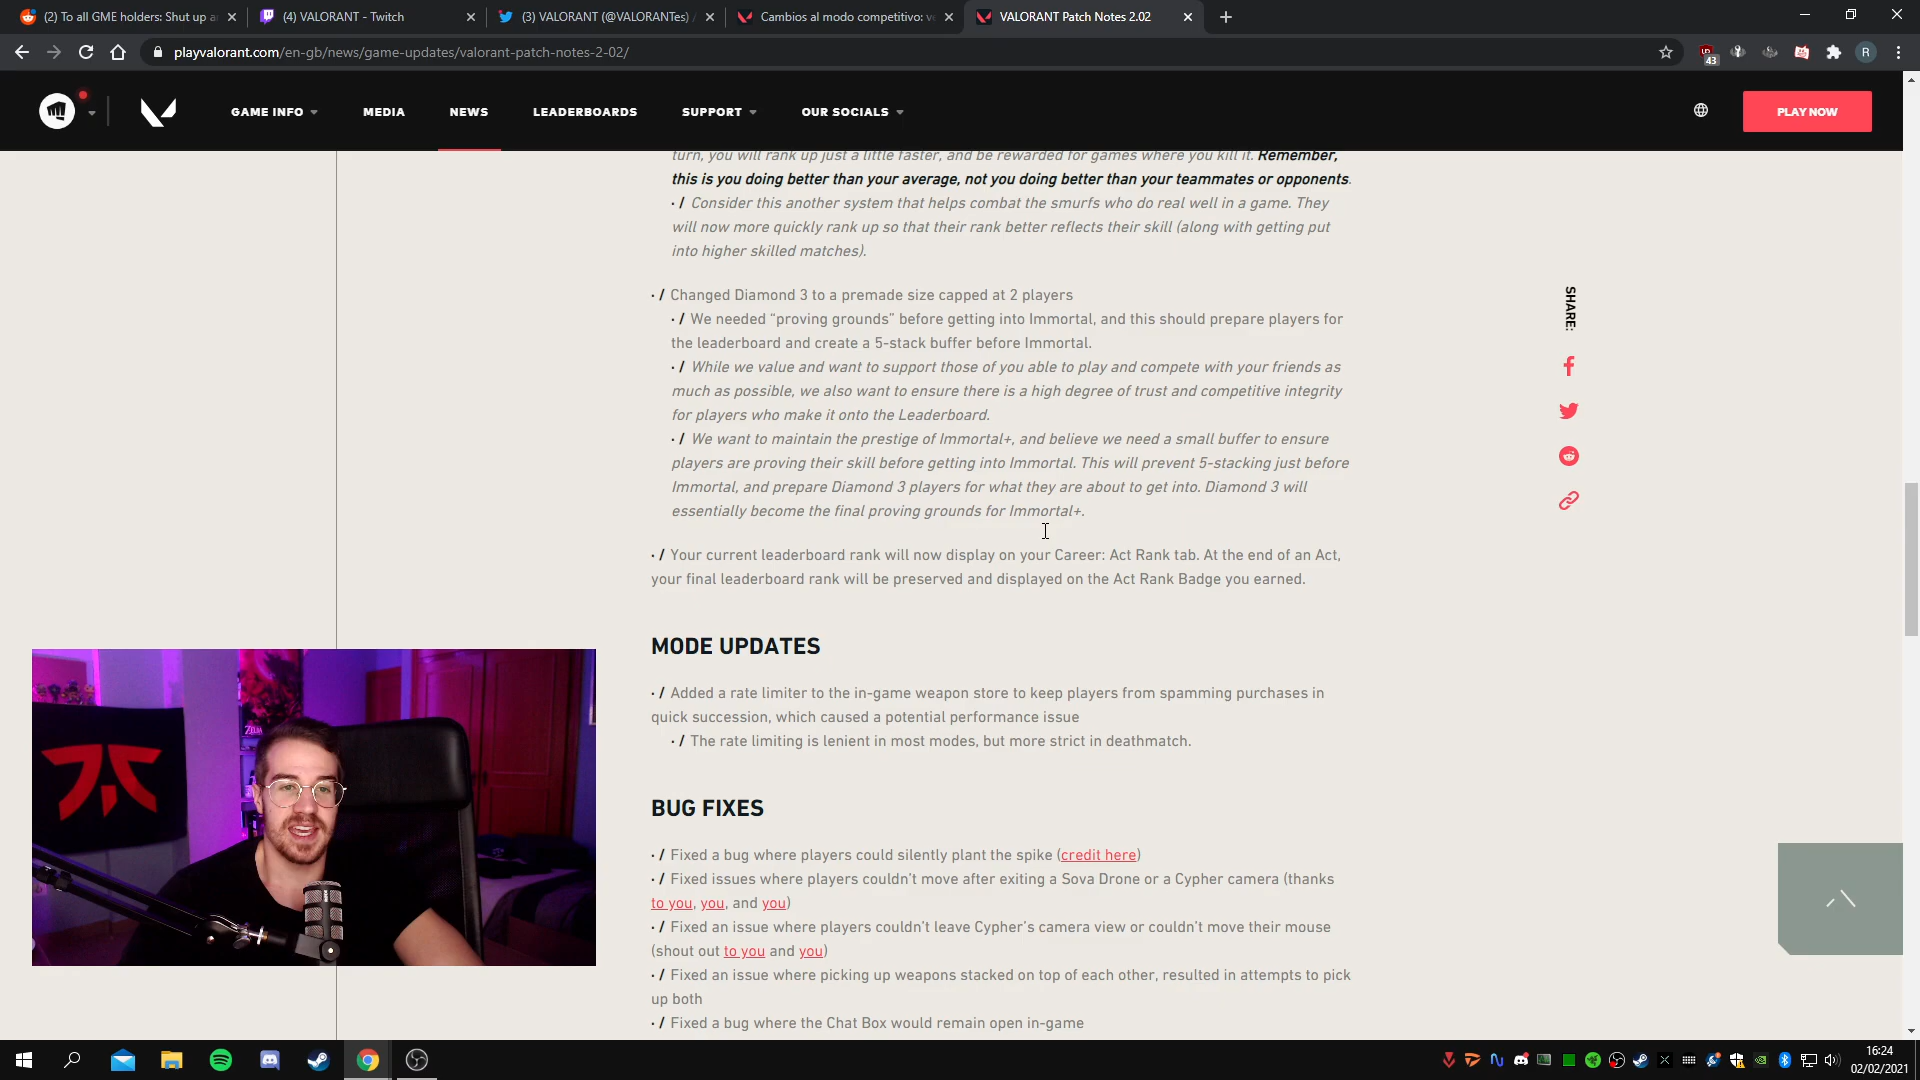 (2) To all GME holders: Shut up a
(4) VALORANT - Twitch
(3) VALORANT (@VALORANTes)
Cambios al modo competitivo: ve
VALORANT Patch Notes 2.02
playvalorant.com/en-gb/news/game-updates/valorant-patch-notes-2-02/
43
R
GAME INFO
MEDIA
NEWS
LEADERBOARDS
SUPPORT
OUR SOCIALS
PLAY NOW
turn, you will rank up just a little faster, and be rewarded for games where you kill it. Remember,
this is you doing better than your average, not you doing better than your teammates or opponents.
· / Consider this another system that helps combat the smurfs who do real well in a game. They
will now more quickly rank up so that their rank better reflects their skill (along with getting put
into higher skilled matches).
· / Changed Diamond 3 to a premade size capped at 2 players
· / We needed “proving grounds” before getting into Immortal, and this should prepare players for
the leaderboard and create a 5-stack buffer before Immortal.
· / While we value and want to support those of you able to play and compete with your friends as
much as possible, we also want to ensure there is a high degree of trust and competitive integrity
for players who make it onto the Leaderboard.
· / We want to maintain the prestige of Immortal+, and believe we need a small buffer to ensure
players are proving their skill before getting into Immortal. This will prevent 5-stacking just before
Immortal, and prepare Diamond 3 players for what they are about to get into. Diamond 3 will
essentially become the final proving grounds for Immortal+.
· / Your current leaderboard rank will now display on your Career: Act Rank tab. At the end of an Act,
your final leaderboard rank will be preserved and displayed on the Act Rank Badge you earned.
SHARE:
MODE UPDATES
· / Added a rate limiter to the in-game weapon store to keep players from spamming purchases in
quick succession, which caused a potential performance issue
· / The rate limiting is lenient in most modes, but more strict in deathmatch.
BUG FIXES
· / Fixed a bug where players could silently plant the spike (credit here)
· / Fixed issues where players couldn't move after exiting a Sova Drone or a Cypher camera (thanks
to you, you, and you)
· / Fixed an issue where players couldn’t leave Cypher’s camera view or couldn’t move their mouse
(shout out to you and you)
· / Fixed an issue where picking up weapons stacked on top of each other, resulted in attempts to pick
up both
· / Fixed a bug where the Chat Box would remain open in-game
ZELDA
16:24
02/02/2021